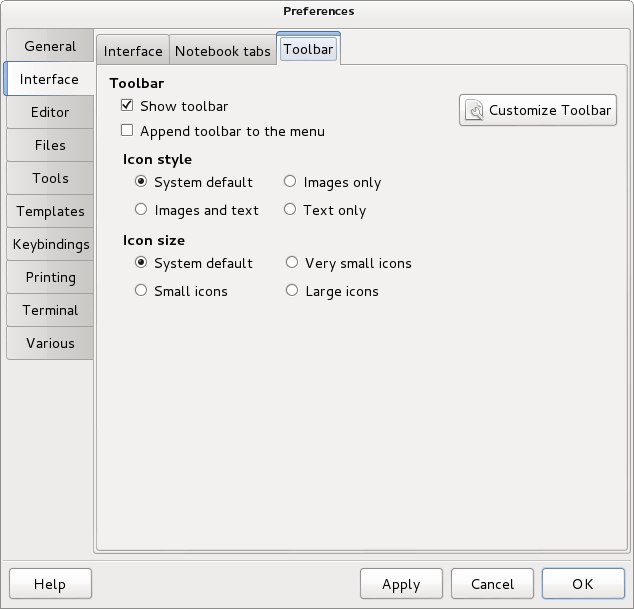 Preferences
General
Interface
Editor
Files
Tools
Templates
Keybindings
Printing
Terminal
Various
Interface Notebook tabs Toolbar
Toolbar
Show toolbar
Customize Toolbar
Append toolbar to the menu
Icon style
System default Images only
Images and text Text only
Icon size
System default Very small icons
Small icons Large icons
Help Apply Cancel OK